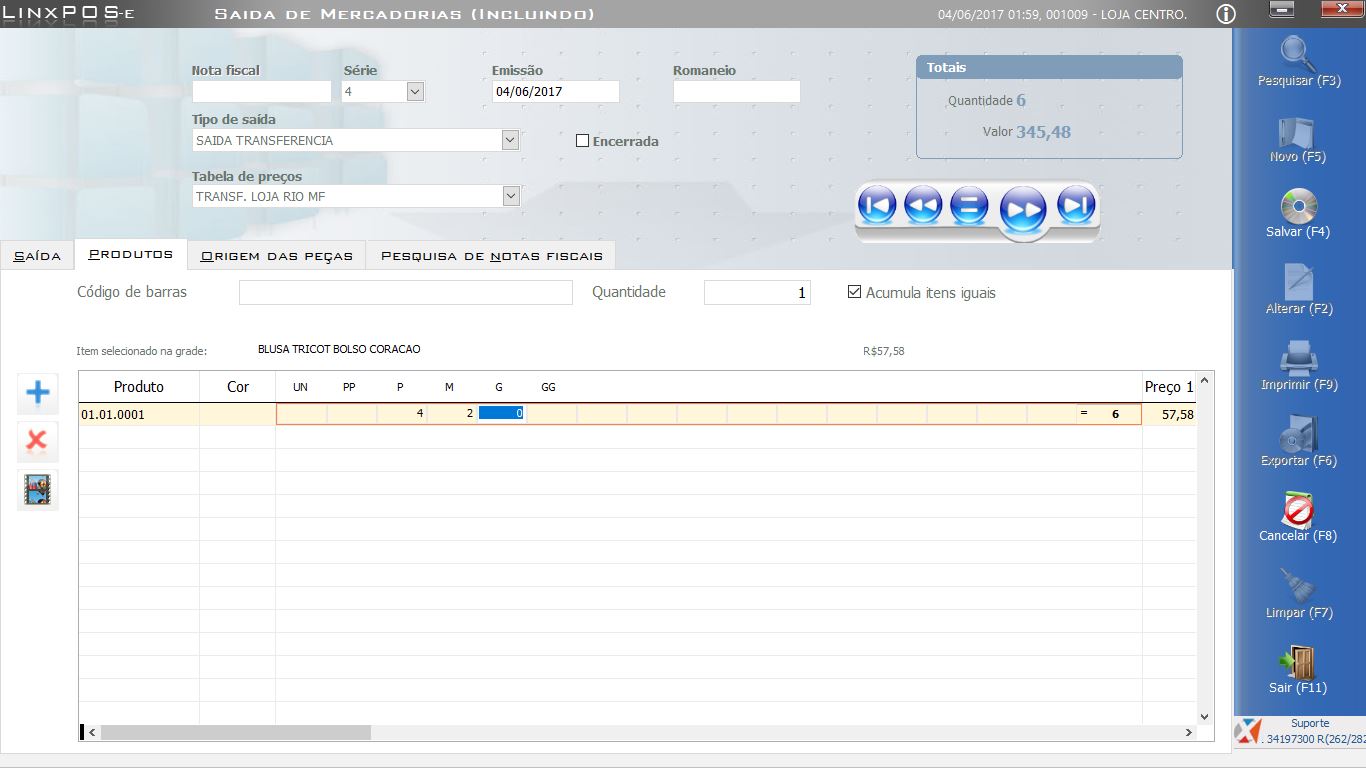 LinxPOS-e
Saida de Mercadorias (Incluindo)
04/06/2017 01:59, 001009 - LOJA CENTRO.
Nota fiscal
Série
4
Emissão
04/06/2017
Romaneio
Tipo de saída
SAIDA TRANSFERENCIA
Encerrada
Tabela de preços
TRANSF. LOJA RIO MF
Totais
Quantidade 6
Valor 345,48
Saída
Produtos
Origem das peças
Pesquisa de notas fiscais
Código de barras
Quantidade
1
Acumula itens iguais
Item selecionado na grade:
BLUSA TRICOT BOLSO CORACAO
R$57,58
Produto Cor UN PP P M G GG Preço 1
01.01.0001 4 2 0 = 6 57,58
Pesquisar (F3)
Novo (F5)
Salvar (F4)
Alterar (F2)
Imprimir (F9)
Exportar (F6)
Cancelar (F8)
Limpar (F7)
Sair (F11)
Suporte
. 34197300 R(262/282